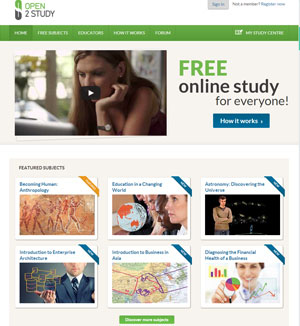 OPEN
2 STUDY
Sign in
Not a member? Register now
HOME
FREE SUBJECTS
EDUCATORS
HOW IT WORKS
FORUM
MY STUDY CENTRE
FREE
online study
for everyone!
How it works ›
FEATURED SUBJECTS
Becoming Human:
Anthropology
Education in a Changing
World
Astronomy: Discovering the
Universe
Introduction to Enterprise
Architecture
Introduction to Business in
Asia
Diagnosing the Financial
Health of a Business
Discover more subjects